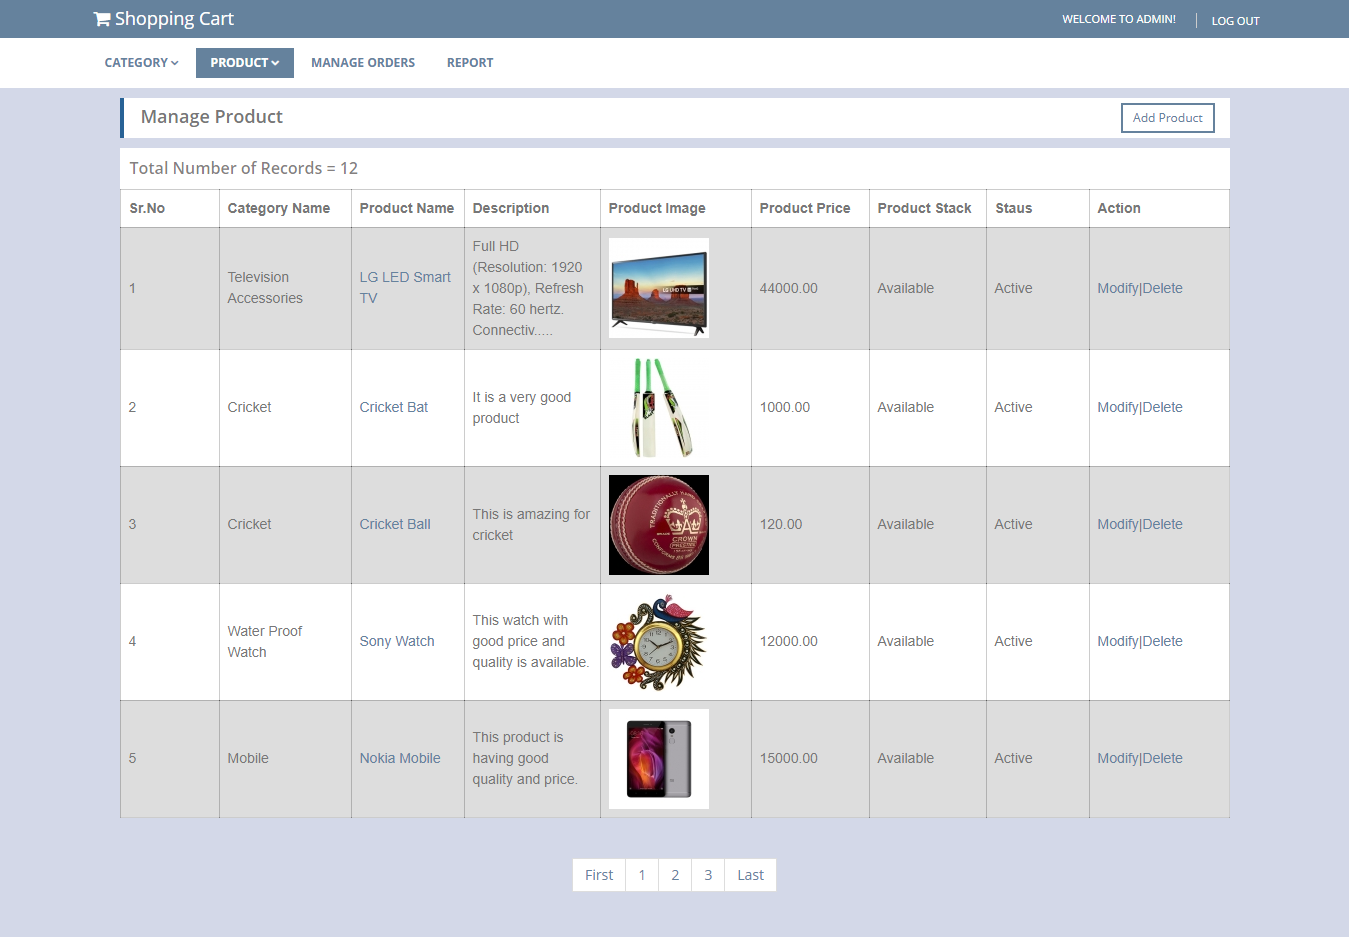 Shopping Cart
WELCOME TO ADMIN!
LOG OUT
CATEGORY
PRODUCT
MANAGE ORDERS
REPORT
Manage Product
Add Product
Total Number of Records = 12
Sr.No
Category Name
Product Name
Description
Product Image
Product Price
Product Stack
Staus
Action
1
Television
Accessories
LG LED Smart
TV
Full HD
(Resolution: 1920
x 1080p), Refresh
Rate: 60 hertz.
Connectiv.....
LG UHD TV
44000.00
Available
Active
Modify|Delete
2
Cricket
Cricket Bat
It is a very good
product
1000.00
Available
Active
Modify|Delete
3
Cricket
Cricket Ball
This is amazing for
cricket
TRADITIONALLY
CROWN
120.00
Available
Active
Modify|Delete
4
Water Proof
Watch
Sony Watch
This watch with
good price and
quality is available.
12000.00
Available
Active
Modify|Delete
5
Mobile
Nokia Mobile
This product is
having good
quality and price.
15000.00
Available
Active
Modify|Delete
First
1
2
3
Last